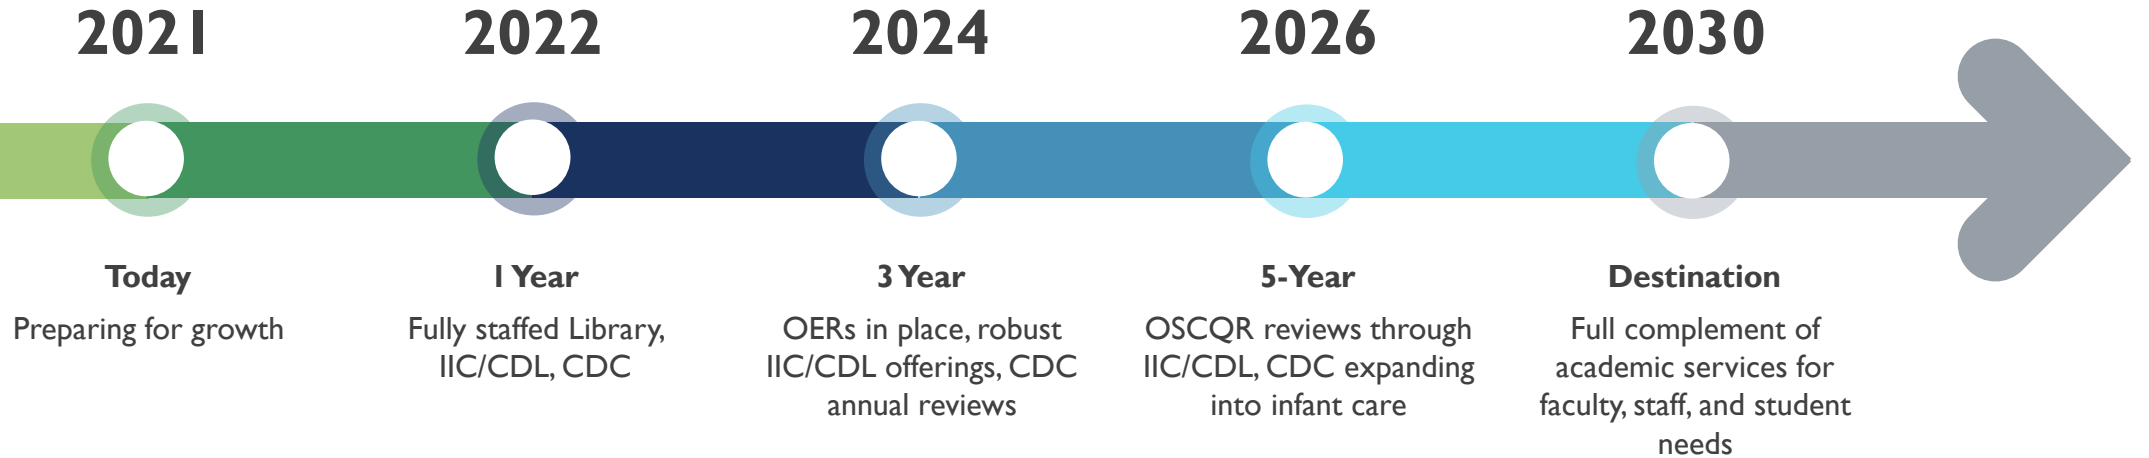 2021
2022
2024
2026
2030
Today
Preparing for growth
1 Year
Fully staffed Library,
IIC/CDL, CDC
3 Year
OERs in place, robust
IIC/CDL offerings, CDC
annual reviews
5-Year
OSCQR reviews through
IIC/CDL, CDC expanding
into infant care
Destination
Full complement of
academic services for
faculty, staff, and student
needs